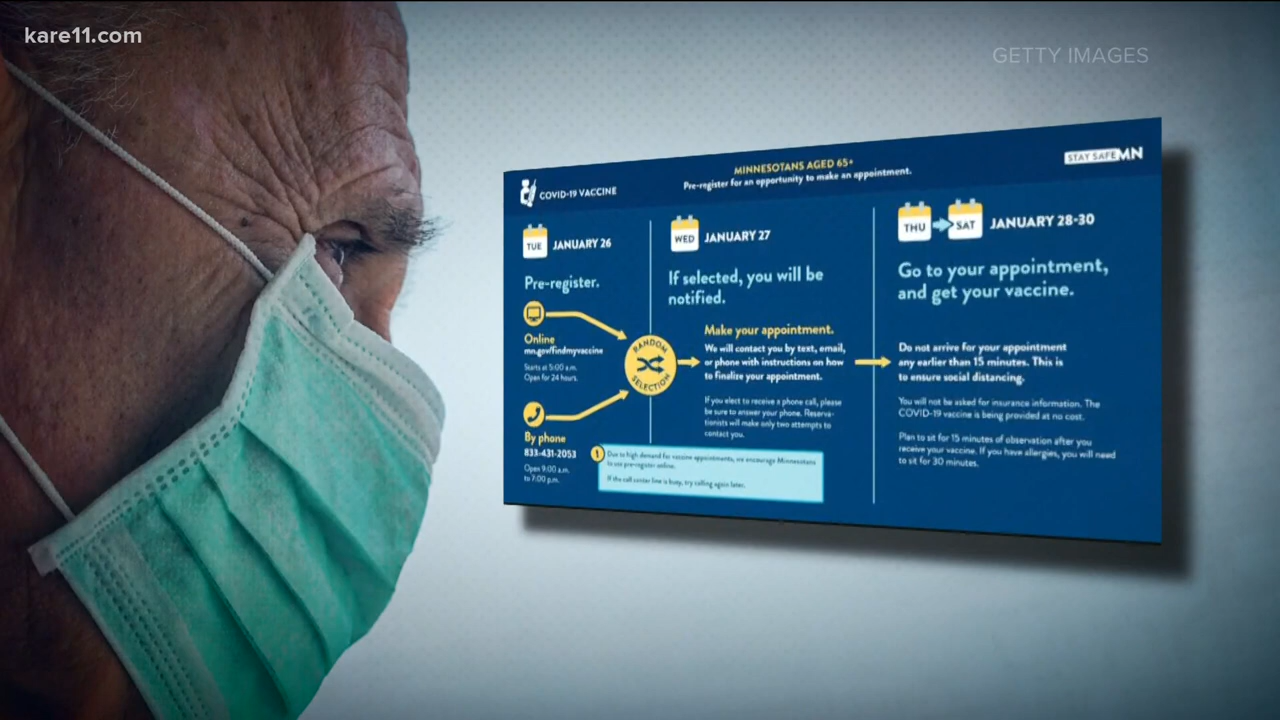 kare11.com
GETTY IMAGES
COVID-19 VACCINE
MINNESOTANS AGED 65+
Pre-register for an opportunity to make an appointment.
STAY SAFE MN
TUE
JANUARY 26
Pre-register.
Online
mn.gov/findmyvaccine
Starts at 5:00 a.m.
Open for 24 hours.
By phone
833-431-2053
Open 9:00 a.m.
to 7:00 p.m.
RANDOM
SELECTION
WED
JANUARY 27
If selected, you will be
notified.
Make your appointment.
We will contact you by text, email,
or phone with instructions on how
to finalize your appointment.
If you elect to receive a phone call, please
be sure to answer your phone. Reserva-
tionists will make only two attempts to
contact you.
!
Due to high demand for vaccine appointments, we encourage Minnesotans
to use pre-register online.
If the call center line is busy, try calling again later.
THU
SAT
JANUARY 28-30
Go to your appointment,
and get your vaccine.
Do not arrive for your appointment
any earlier than 15 minutes. This is
to ensure social distancing.
You will not be asked for insurance information. The
COVID-19 vaccine is being provided at no cost.
Plan to sit for 15 minutes of observation after you
receive your vaccine. If you have allergies, you will need
to sit for 30 minutes.